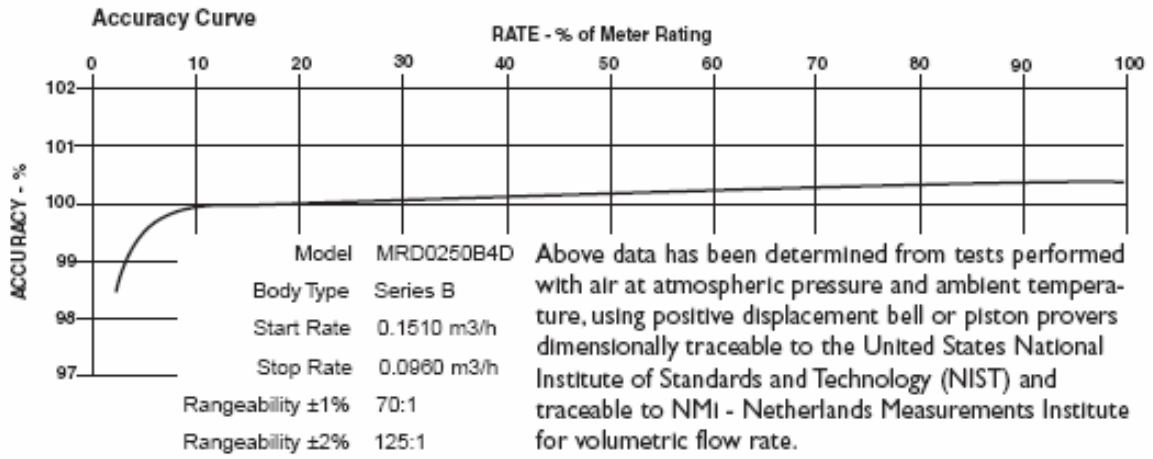 Accuracy Curve
RATE - % of Meter Rating
0 10 20 30 40 50 60 70 80 90 100
102
101
100
99
98
97
ACCURACY - %
Model MRD0250B4D
Body Type Series B
Start Rate 0.1510 m3/h
Stop Rate 0.0960 m3/h
Rangeability ±1% 70:1
Rangeability ±2% 125:1
Above data has been determined from tests performed
with air at atmospheric pressure and ambient tempera-
ture, using positive displacement bell or piston provers
dimensionally traceable to the United States National
Institute of Standards and Technology (NIST) and
traceable to NMi - Netherlands Measurements Institute
for volumetric flow rate.